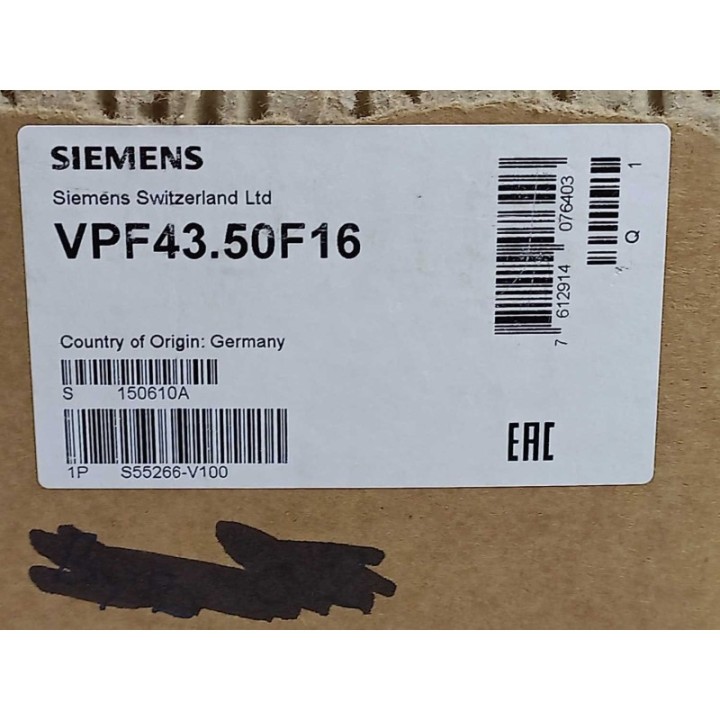 SIEMENS
Siemens Switzerland Ltd
VPF43.50F16
Country of Origin: Germany
S 150610A
1P S55266-V100
7 612914 076403
Q 1
EAC